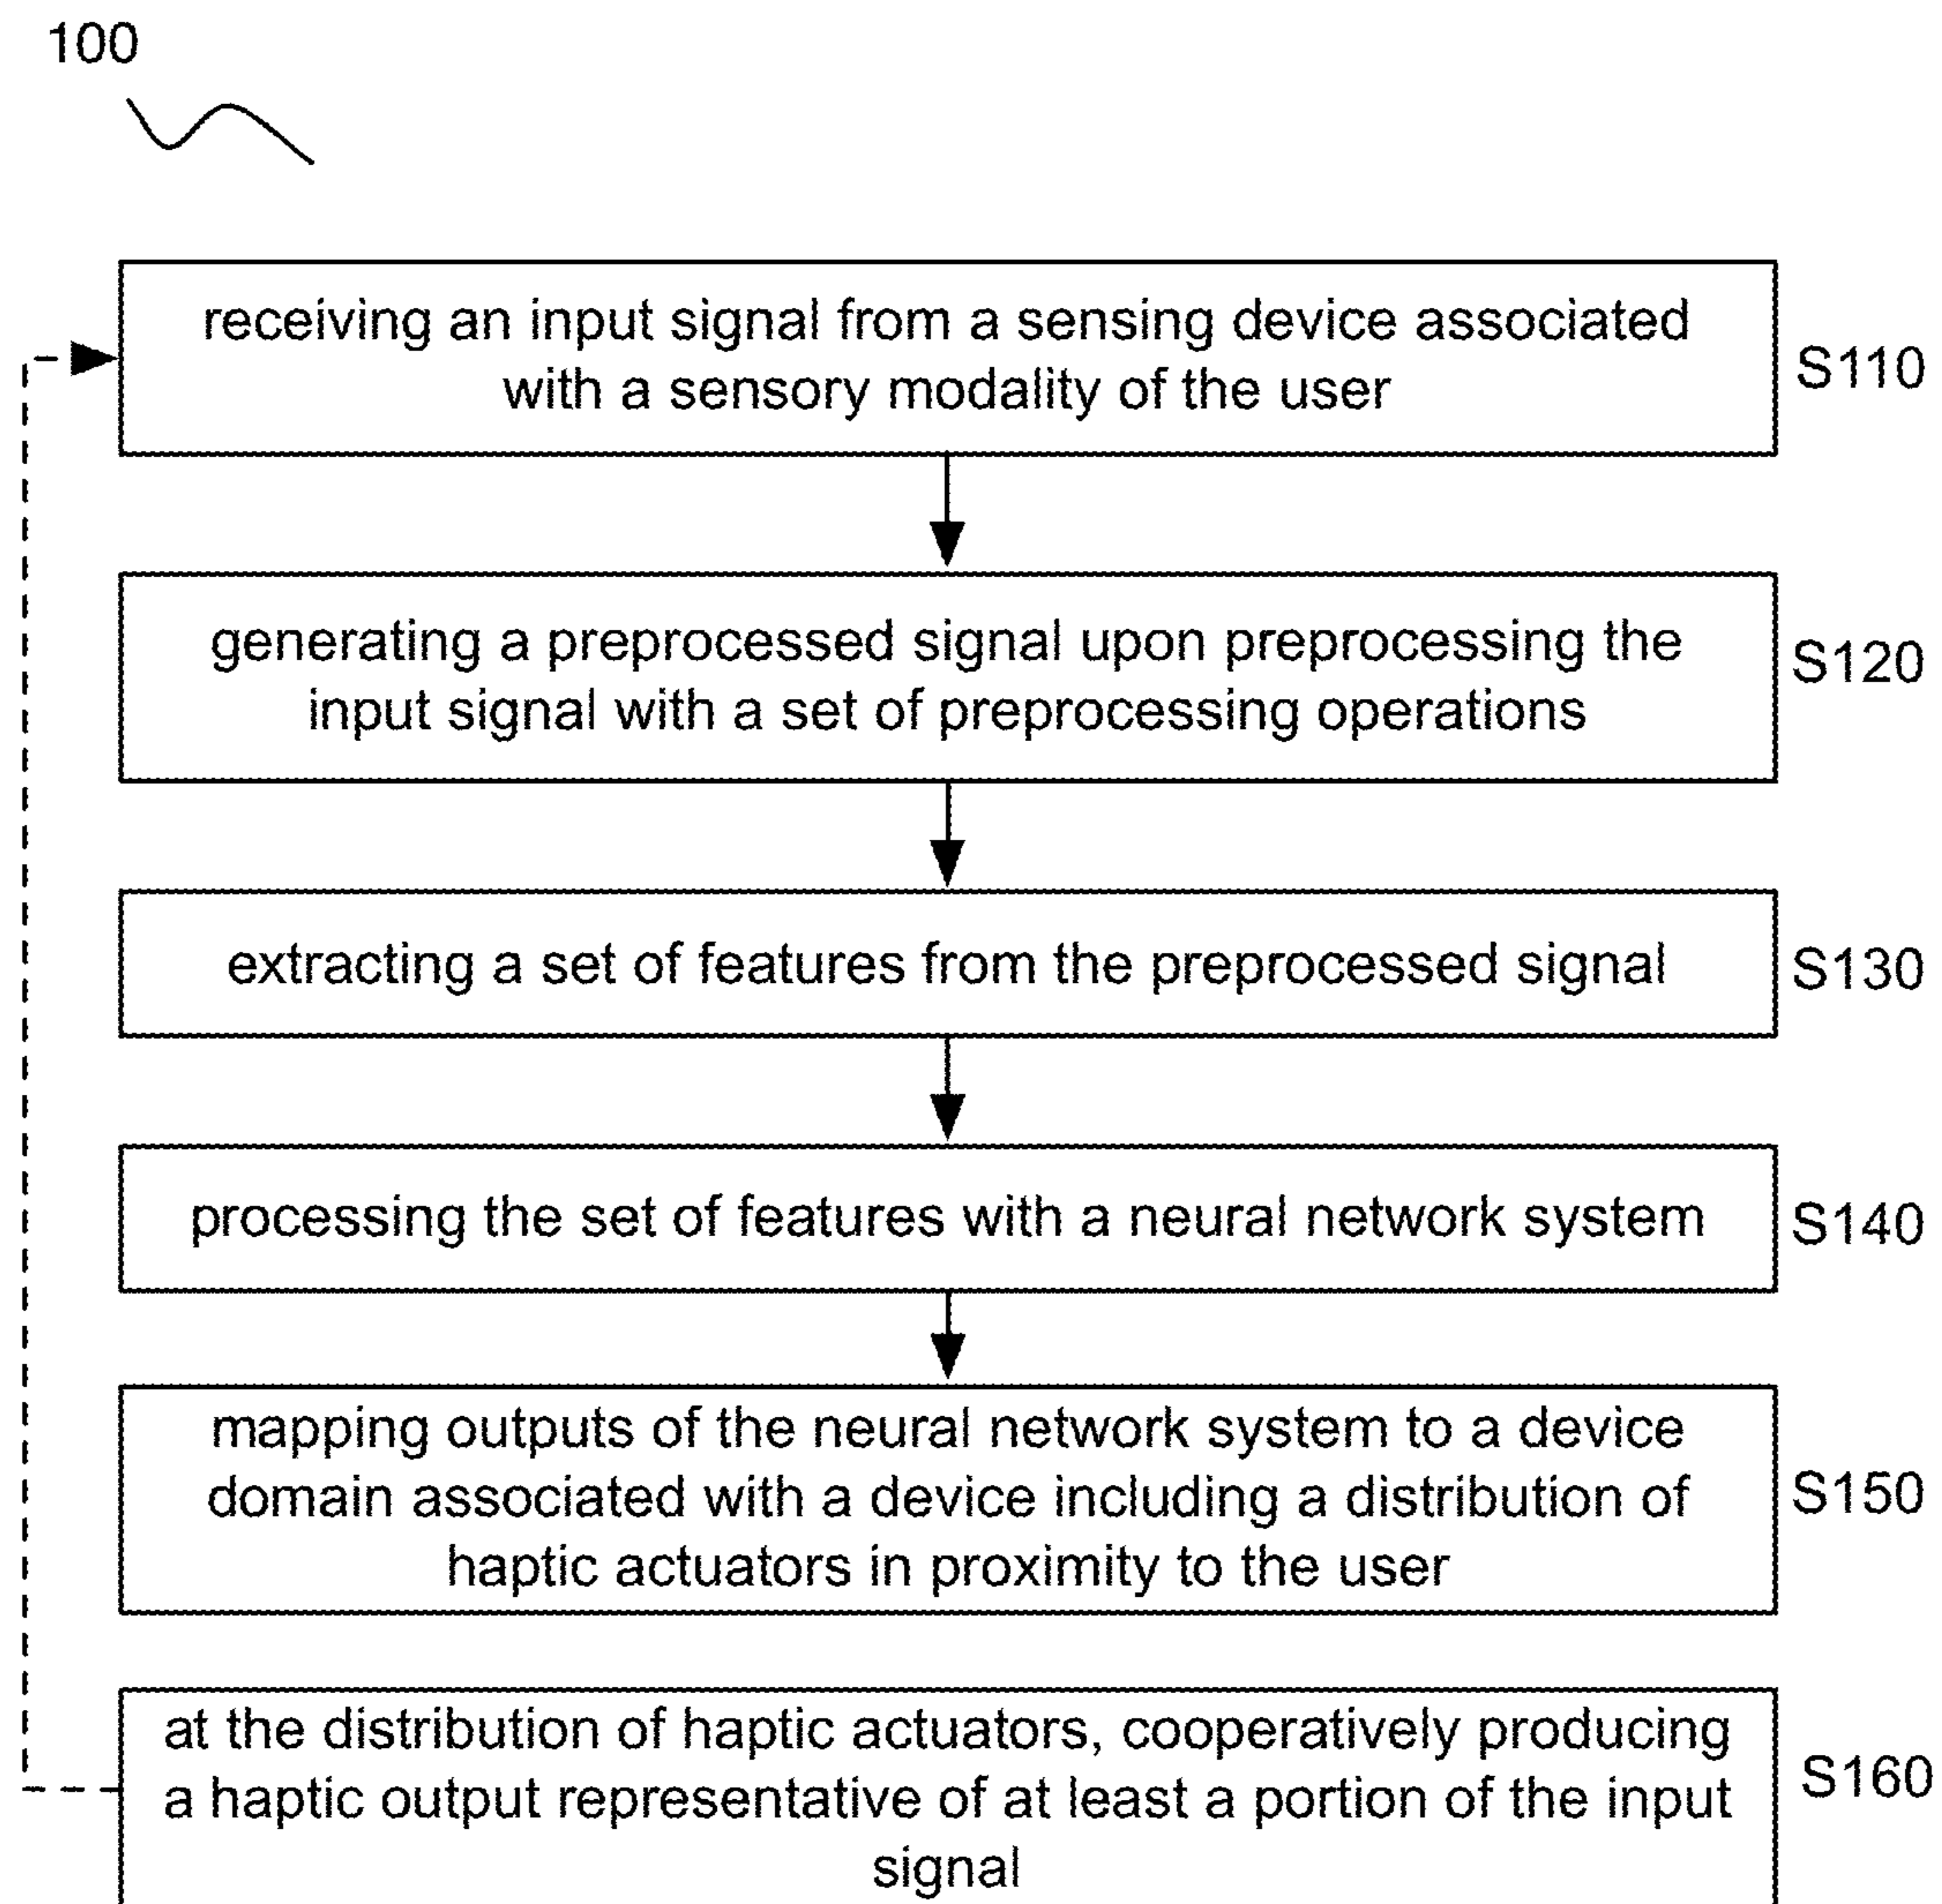 100
receiving an input signal from a sensing device associated
with a sensory modality of the user
S110
generating a preprocessed signal upon preprocessing the
input signal with a set of preprocessing operations
S120
extracting a set of features from the preprocessed signal
S130
processing the set of features with a neural network system
S140
mapping outputs of the neural network system to a device
domain associated with a device including a distribution of
haptic actuators in proximity to the user
S150
at the distribution of haptic actuators, cooperatively producing
a haptic output representative of at least a portion of the input
signal
S160